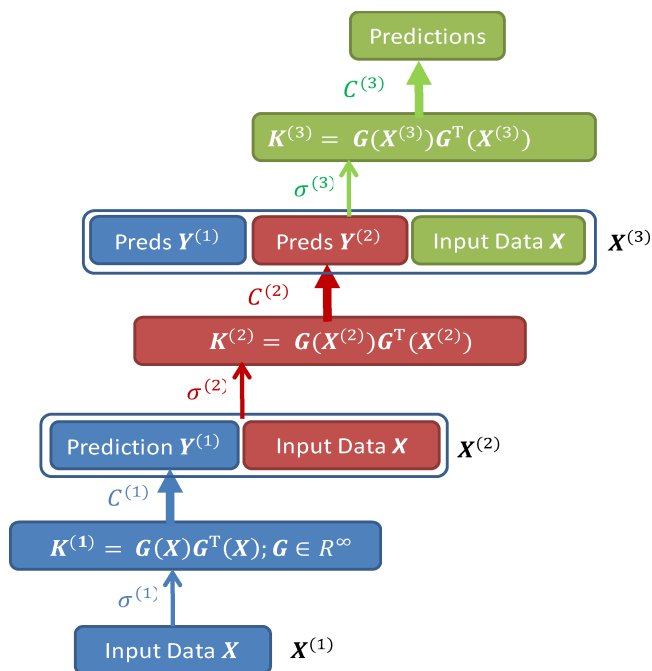 Predictions
C⁽³⁾
K⁽³⁾ = G(X⁽³⁾)Gᵀ(X⁽³⁾)
σ⁽³⁾
Preds Y⁽¹⁾ Preds Y⁽²⁾ Input Data X X⁽³⁾
C⁽²⁾
K⁽²⁾ = G(X⁽²⁾)Gᵀ(X⁽²⁾)
σ⁽²⁾
Prediction Y⁽¹⁾ Input Data X X⁽²⁾
C⁽¹⁾
K⁽¹⁾ = G(X)Gᵀ(X); G ∈ R^∞
σ⁽¹⁾
Input Data X X⁽¹⁾